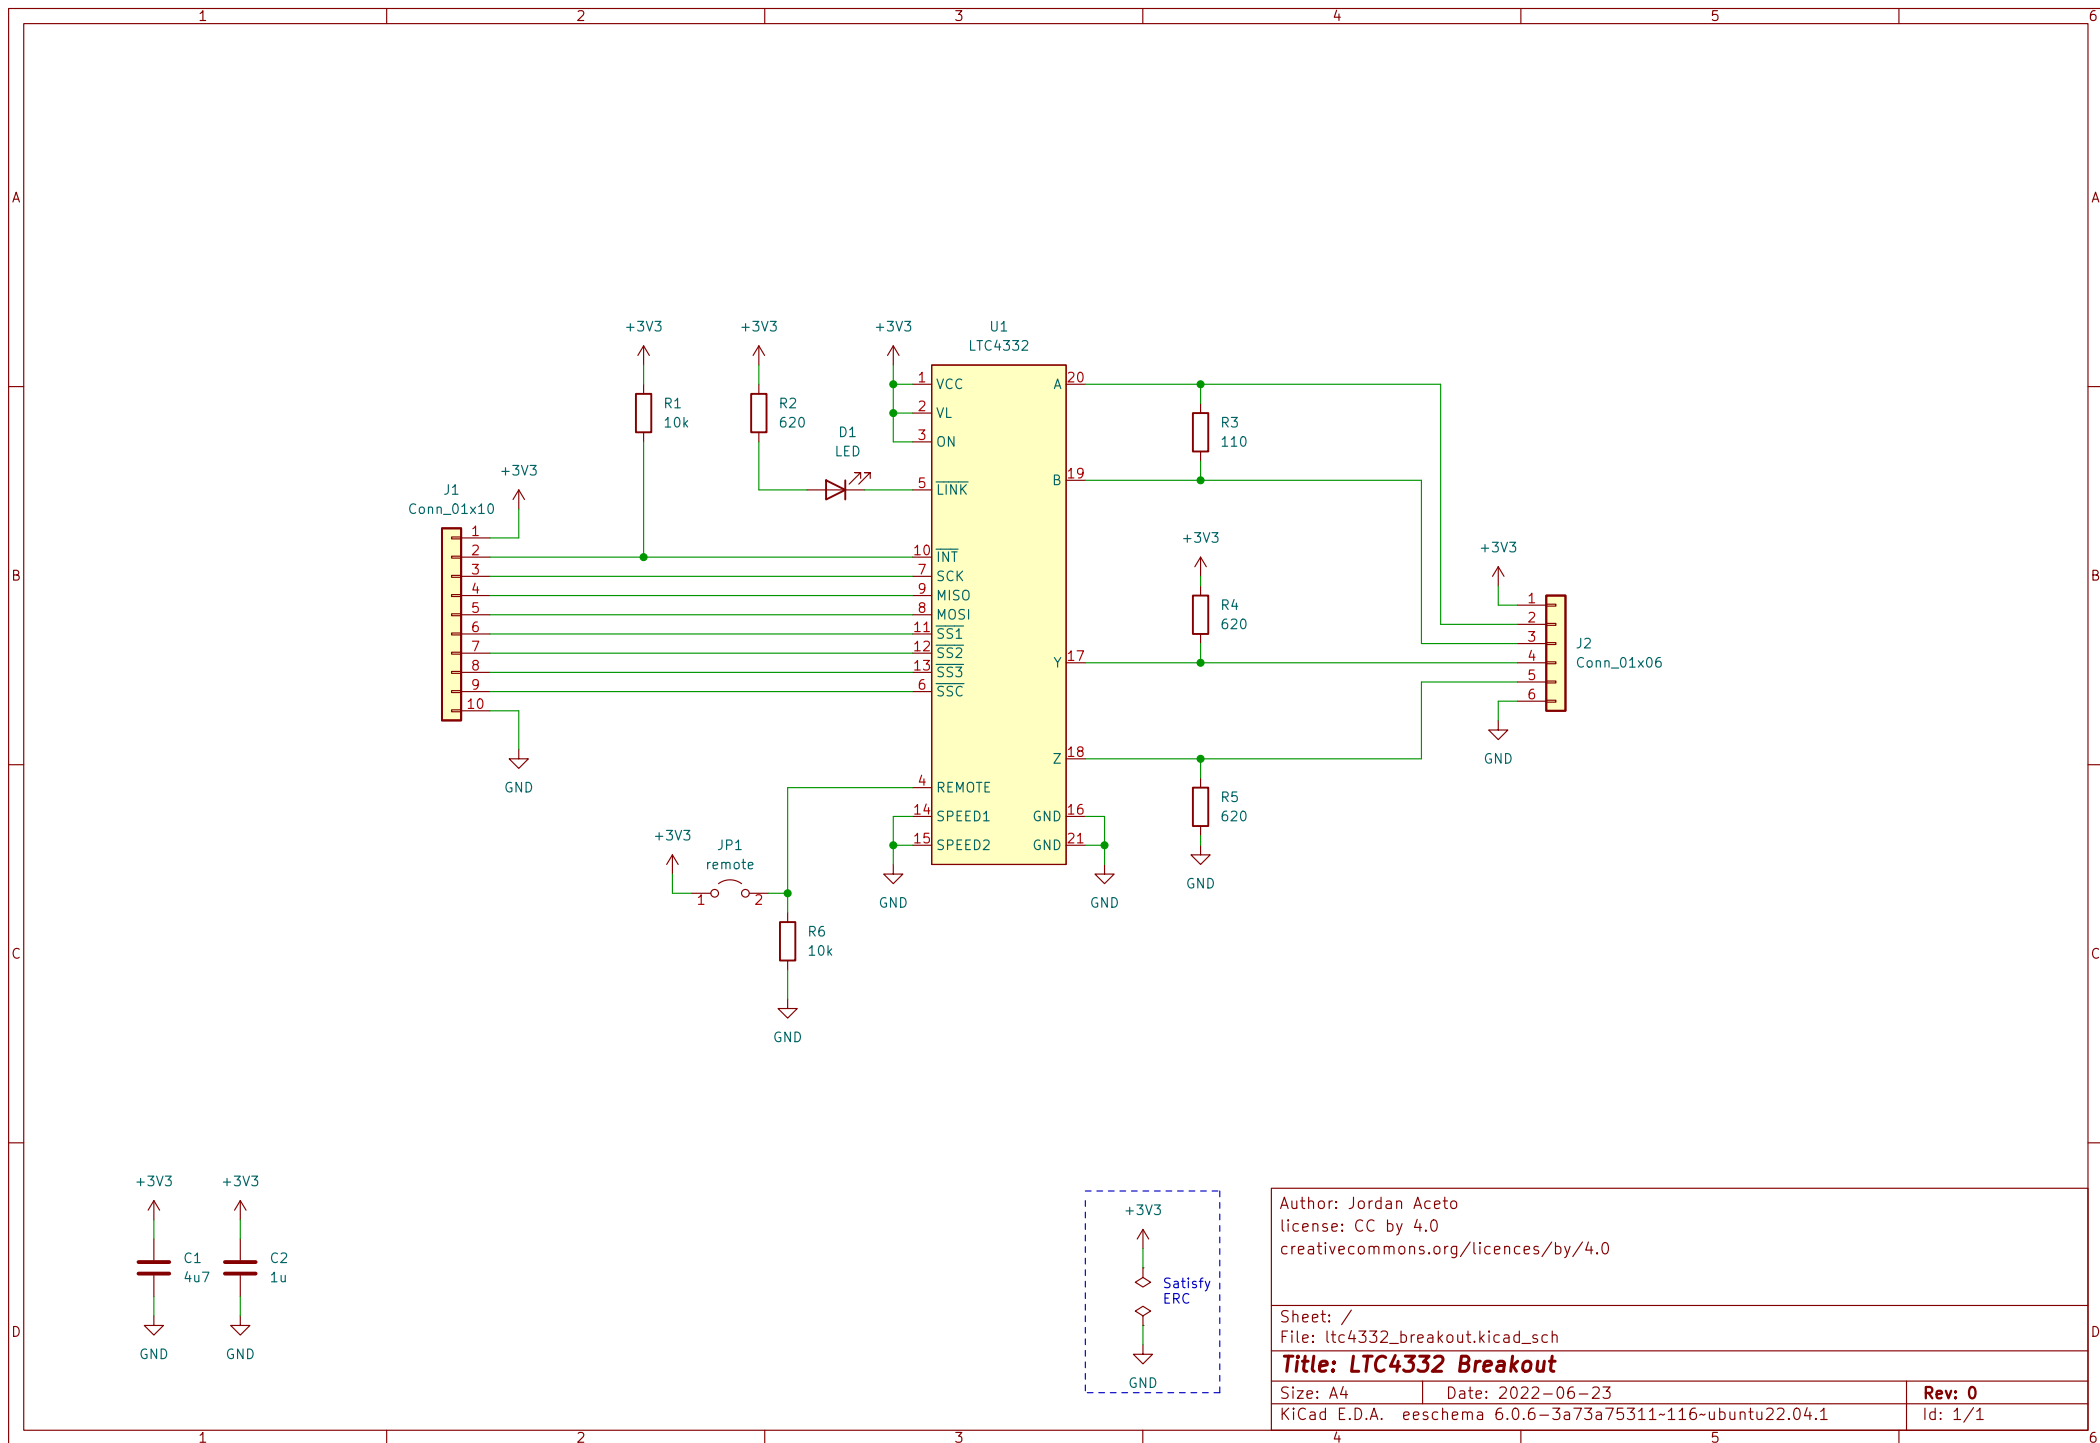 1 2 3 4 5 6
A A
+3V3 +3V3 +3V3 U1
LTC4332
1 VCC A 20
R1 R2 2 VL R3
10k 620 110
D1 3 ON
LED
+3V3 B 19
J1 5 LINK
Conn_01x10
1 +3V3 +3V3
2 10 INT
B 3 7 SCK B
4 9 MISO R4 1
5 8 MOSI 620 2
6 11 SS1 3 J2
7 12 SS2 Y 17 4 Conn_01x06
8 13 SS3 5
9 6 SSC 6
10
Z 18 GND
GND 4 REMOTE R5
14 SPEED1 GND 16 620
+3V3 JP1 15 SPEED2 GND 21
remote
1 2 GND GND GND
R6
C 10k C
GND
+3V3 +3V3
C1 C2
4u7 1u
GND GND
+3V3
Satisfy
ERC
GND
Author: Jordan Aceto
license: CC by 4.0
creativecommons.org/licences/by/4.0
Sheet: /
File: ltc4332_breakout.kicad_sch
D D
Title: LTC4332 Breakout
Size: A4 Date: 2022-06-23 Rev: 0
KiCad E.D.A. eeschema 6.0.6-3a73a75311~116~ubuntu22.04.1 Id: 1/1
1 2 3 4 5 6